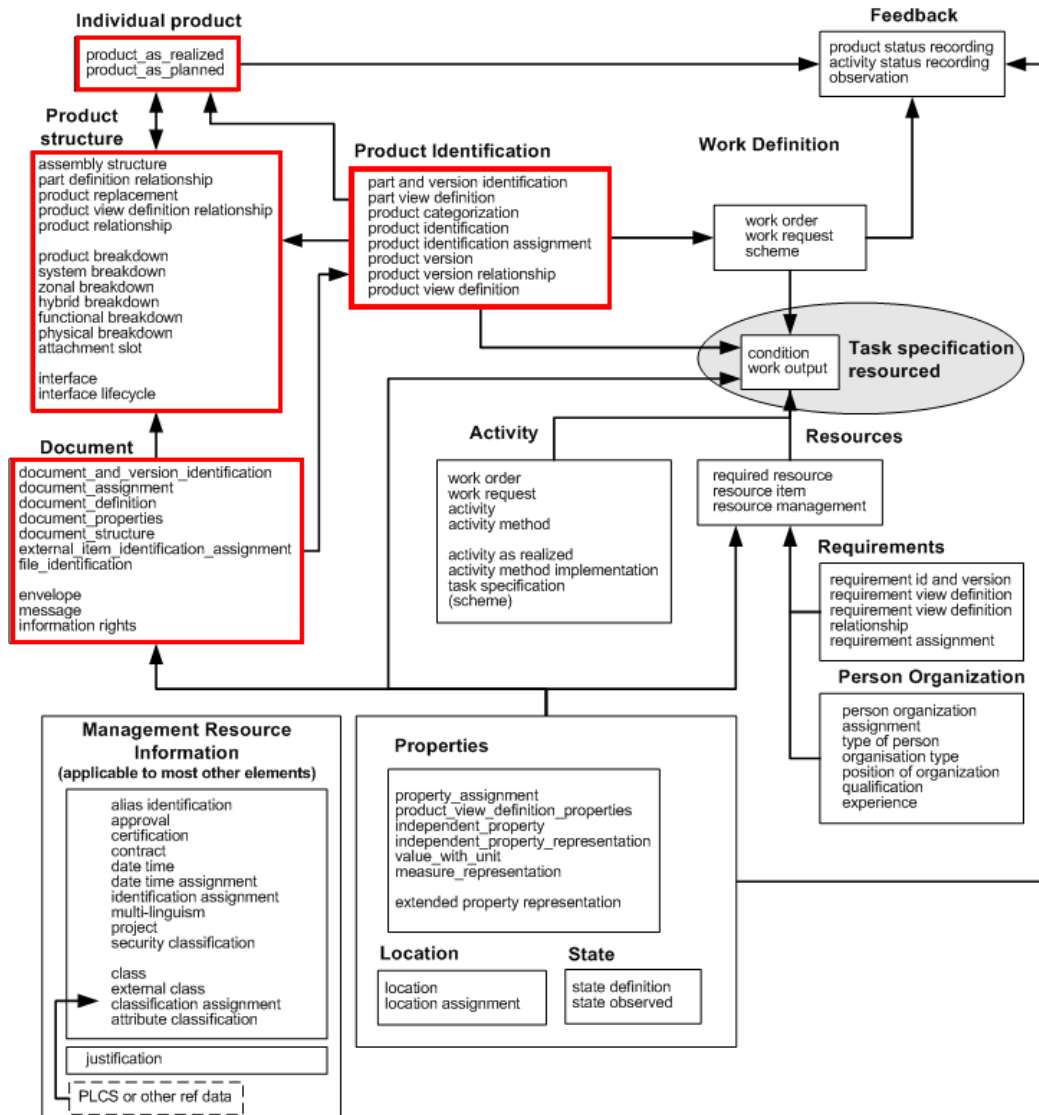 Individual product
product_as_realized
product_as_planned
Feedback
product status recording
activity status recording
observation
Product
structure
assembly structure
part definition relationship
product replacement
product view definition relationship
product relationship
product breakdown
system breakdown
zonal breakdown
hybrid breakdown
functional breakdown
physical breakdown
attachment slot
interface
interface lifecycle
Product Identification
part and version identification
part view definition
product categorization
product identification
product identification assignment
product version
product version relationship
product view definition
Work Definition
work order
work request
scheme
condition
work output
Task specification
resourced
Document
document_and_version_identification
document_assignment
document_definition
document_properties
document_structure
external_item_identification_assignment
file_identification
envelope
message
information rights
Activity
work order
work request
activity
activity method
activity as realized
activity method implementation
task specification
(scheme)
Resources
required resource
resource item
resource management
Requirements
requirement id and version
requirement view definition
requirement view definition
relationship
requirement assignment
Person Organization
person organization
assignment
type of person
organisation type
position of organization
qualification
experience
Management Resource
Information
(applicable to most other elements)
alias identification
approval
certification
contract
date time
date time assignment
identification assignment
multi-linguism
project
security classification
class
external class
classification assignment
attribute classification
justification
PLCS or other ref data
Properties
property_assignment
product_view_definition_properties
independent_property
independent_property_representation
value_with_unit
measure_representation
extended property representation
Location
location
location assignment
State
state definition
state observed